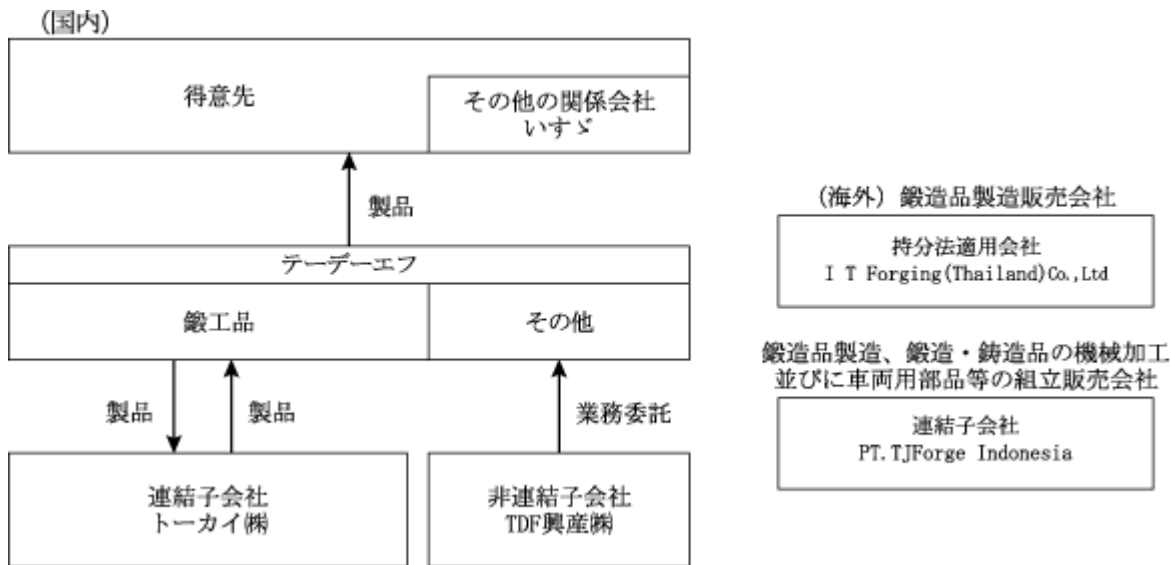 (国内)
得意先
その他の関係会社
いすゞ
製品
テーデーエフ
鍛工品
その他
製品
製品
業務委託
連結子会社
トーカイ㈱
非連結子会社
TDF興産㈱
(海外) 鍛造品製造販売会社
持分法適用会社
I T Forging(Thailand)Co.,Ltd
鍛造品製造、鍛造・鋳造品の機械加工
並びに車両用部品等の組立販売会社
連結子会社
PT.TJForge Indonesia